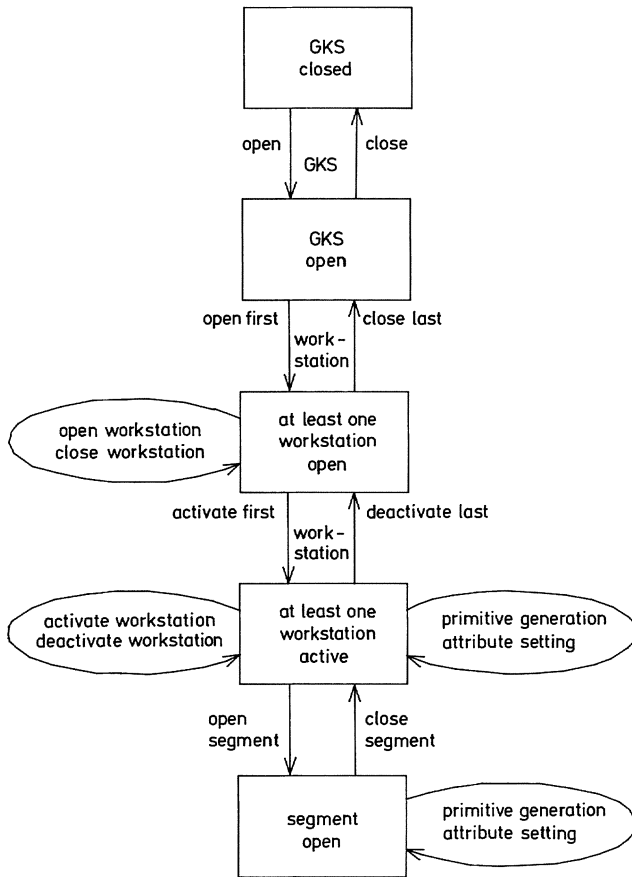 GKS
closed
open
close
GKS
GKS
open
open first
close last
work-
station
open workstation
close workstation
at least one
workstation
open
activate first
deactivate last
work-
station
activate workstation
deactivate workstation
at least one
workstation
active
primitive generation
attribute setting
open
segment
close
segment
segment
open
primitive generation
attribute setting